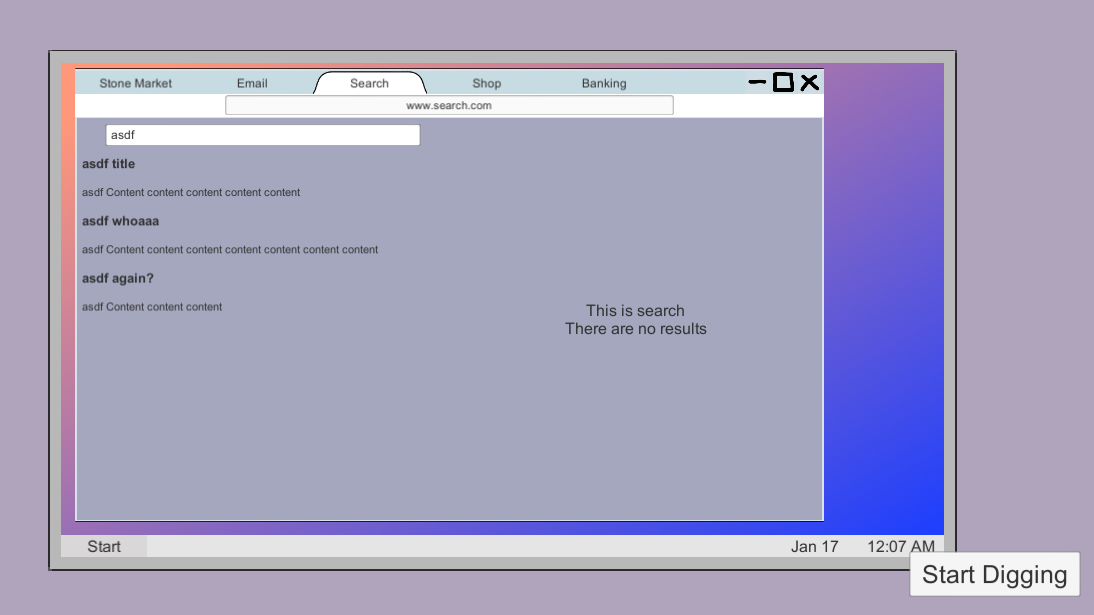 Stone Market Email Search Shop Banking
www.search.com
asdf
asdf title
asdf Content content content content content
asdf whoaaa
asdf Content content content content content content content
asdf again?
asdf Content content content
This is search
There are no results
Start Jan 17 12:07 AM
Start Digging